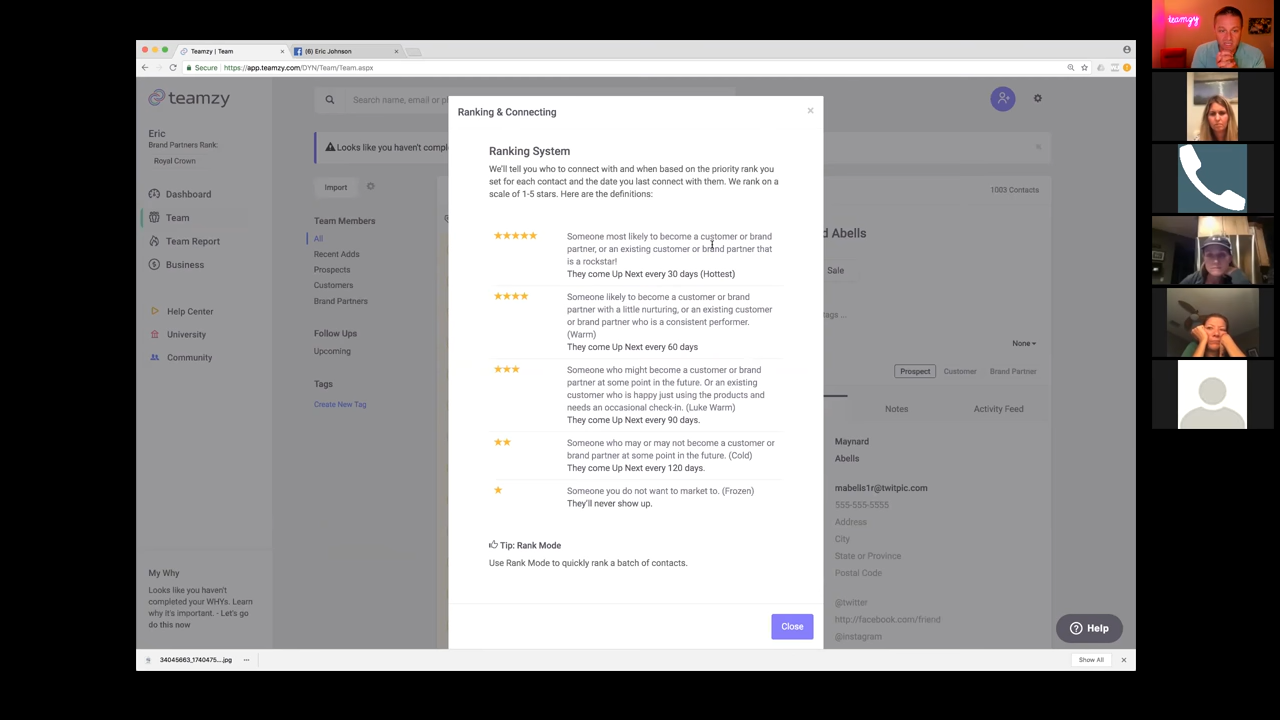 teamzy
Teamzy | Team
(6) Eric Johnson
Secure
https://app.teamzy.com/DYN/Team/Team.aspx
teamzy
Search name, email or p
Eric
Brand Partners Rank:
Royal Crown
Looks like you haven't compl
Dashboard
Team
Team Report
Business
Help Center
University
Community
My Why
Looks like you haven't
completed your WHYs. Learn
why it's important. - Let's go
do this now
Import
Team Members
All
Recent Adds
Prospects
Customers
Brand Partners
Follow Ups
Upcoming
Tags
Create New Tag
Ranking & Connecting
×
Ranking System
We'll tell you who to connect with and when based on the priority rank you
set for each contact and the date you last connect with them. We rank on a
scale of 1-5 stars. Here are the definitions:
Someone most likely to become a customer or brand
partner, or an existing customer or brand partner that
is a rockstar!
They come Up Next every 30 days (Hottest)
Someone likely to become a customer or brand
partner with a little nurturing, or an existing customer
or brand partner who is a consistent performer.
(Warm)
They come Up Next every 60 days
Someone who might become a customer or brand
partner at some point in the future. Or an existing
customer who is happy just using the products and
needs an occasional check-in. (Luke Warm)
They come Up Next every 90 days.
Someone who may or may not become a customer or
brand partner at some point in the future. (Cold)
They come Up Next every 120 days.
Someone you do not want to market to. (Frozen)
They'll never show up.
Tip: Rank Mode
Use Rank Mode to quickly rank a batch of contacts.
Close
1003 Contacts
Abells
Sale
tags ...
None
Prospect
Customer
Brand Partner
Notes
Activity Feed
Maynard
Abells
mabells1r@twitpic.com
555-555-5555
Address
City
State or Province
Postal Code
@twitter
http://facebook.com/friend
@instagram
Help
34045663_1740475....jpg
Show All